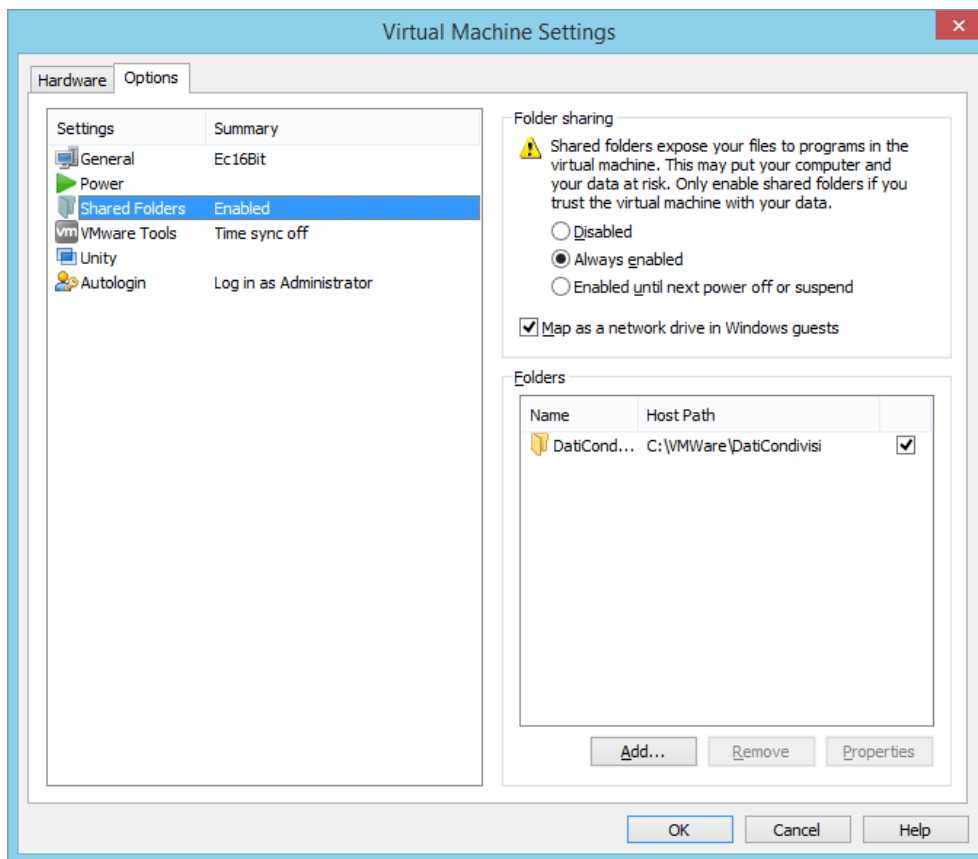 Virtual Machine Settings
Hardware
Options
Settings Summary
General Ec16Bit
Power
Shared Folders Enabled
vm VMware Tools Time sync off
Unity
Autologin Log in as Administrator
Folder sharing
Shared folders expose your files to programs in the
virtual machine. This may put your computer and
your data at risk. Only enable shared folders if you
trust the virtual machine with your data.
Disabled
Always enabled
Enabled until next power off or suspend
Map as a network drive in Windows guests
Folders
Name Host Path
DatiCond... C:\VMWare\DatiCondivisi
Add... Remove Properties
OK Cancel Help